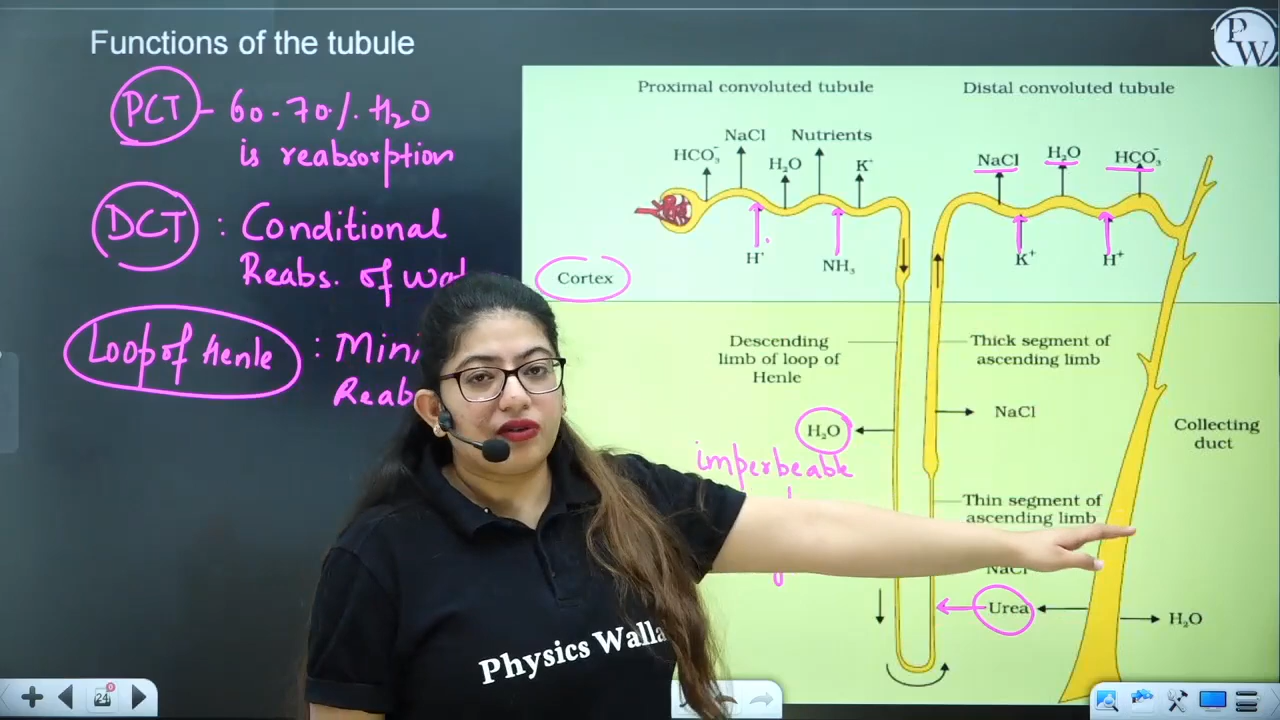 Functions of the tubule
PCT - 60-70%. H₂O
is reabsorption
DCT : Conditional
Reabs. of
Loop of Henle : Mini
Reab
PW
Proximal convoluted tubule
Distal convoluted tubule
HCO₃⁻
NaCl
H₂O
Nutrients
K⁺
NaCl
H₂O
HCO₃⁻
H⁺
NH₃
K⁺
H⁺
Cortex
Descending
limb of loop of
Henle
Thick segment of
ascending limb
H₂O
NaCl
Collecting
duct
imperbeable
Thin segment of
ascending limb
NaCl
Urea
H₂O
Physics Walla
24